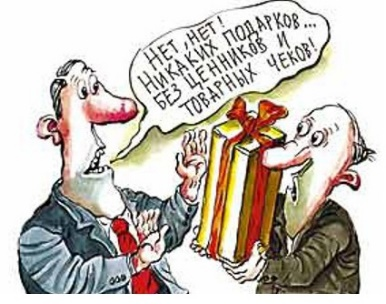 НЕТ, НЕТ!
НИКАКИХ ПОДАРКОВ...
БЕЗ ЦЕННИКОВ И
ТОВАРНЫХ ЧЕКОВ!